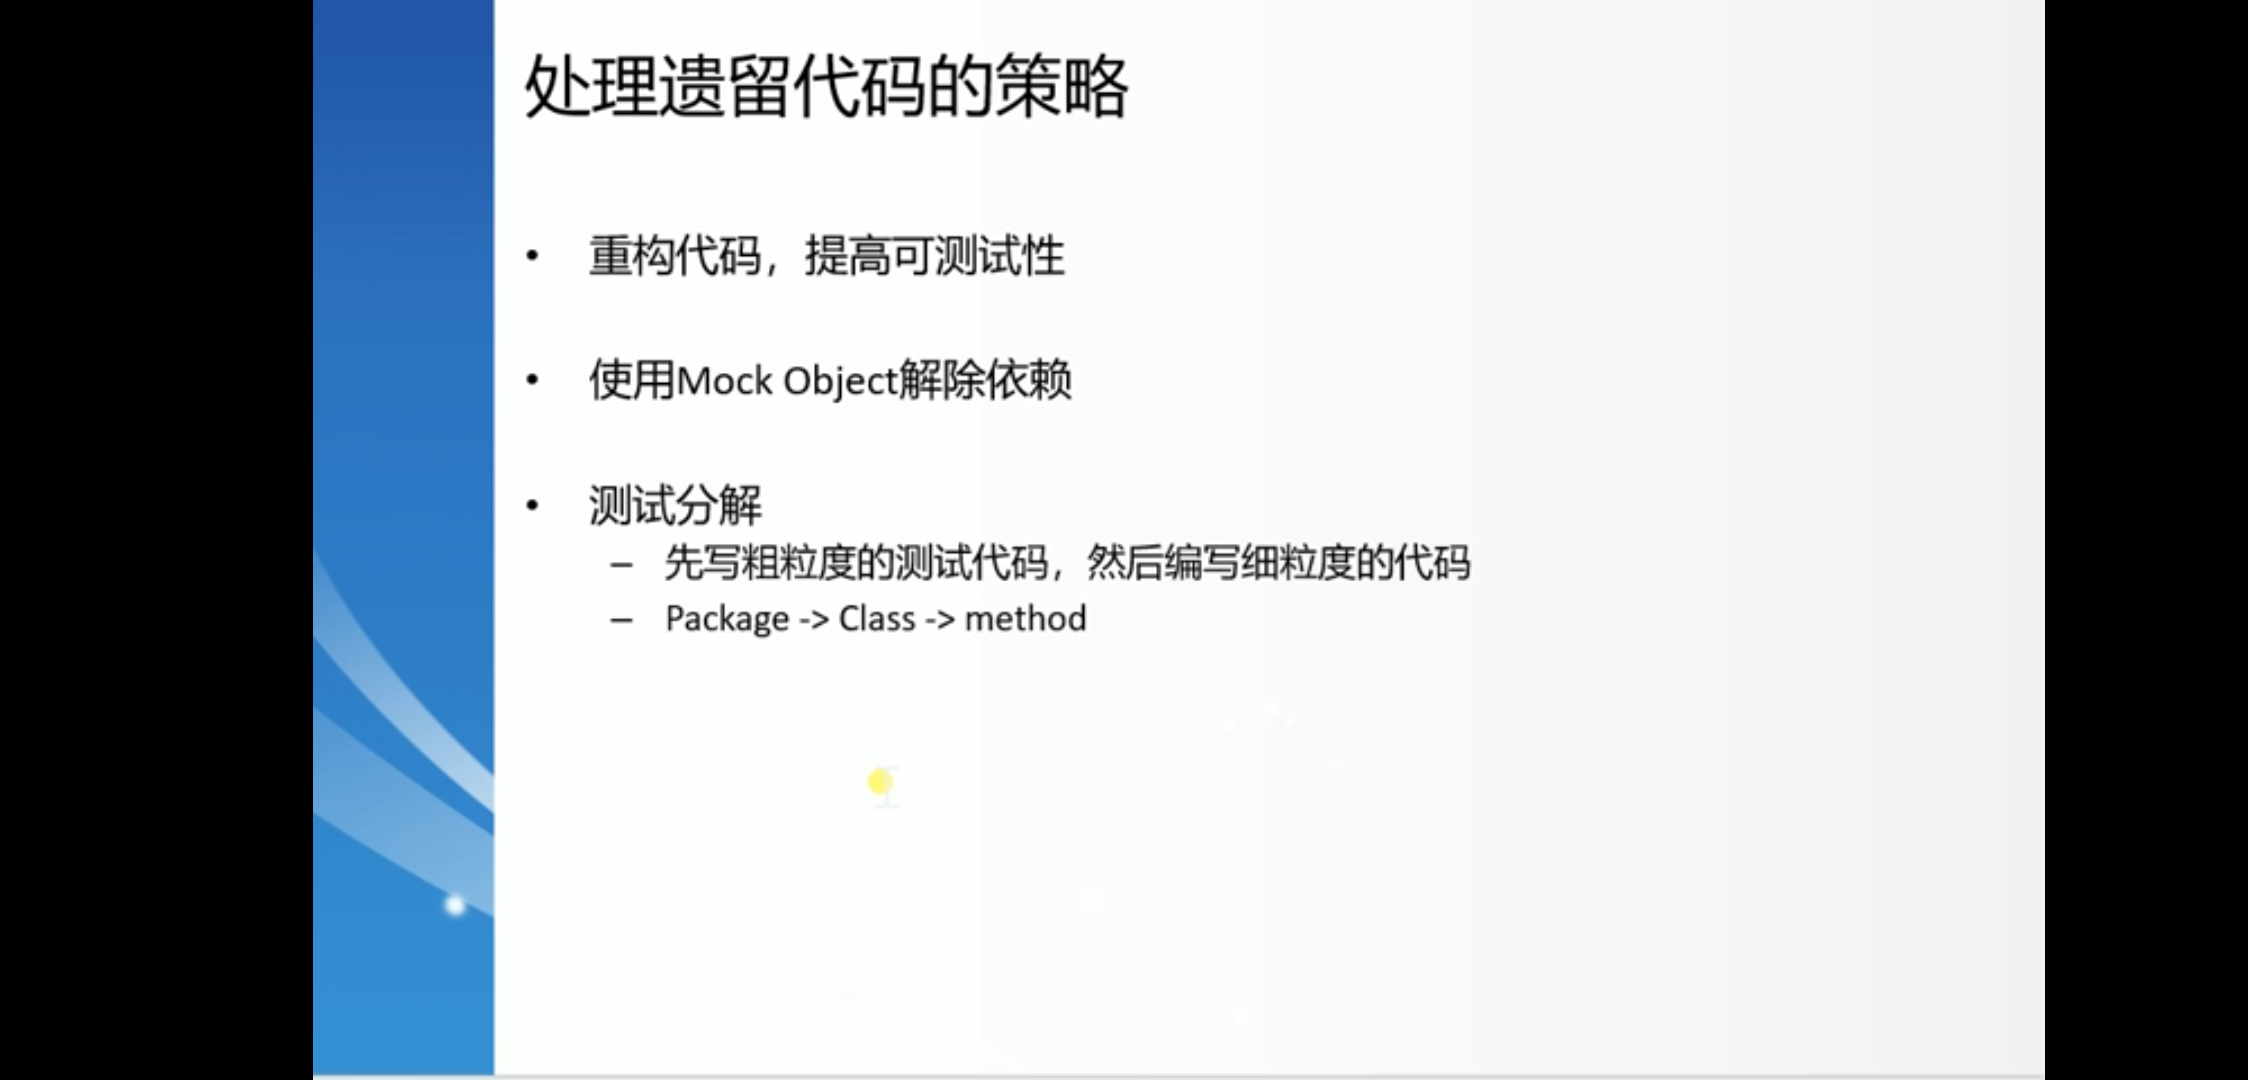 处理遗留代码的策略
• 重构代码，提高可测试性
• 使用Mock Object解除依赖
• 测试分解
– 先写粗粒度的测试代码，然后编写细粒度的代码
– Package -> Class -> method